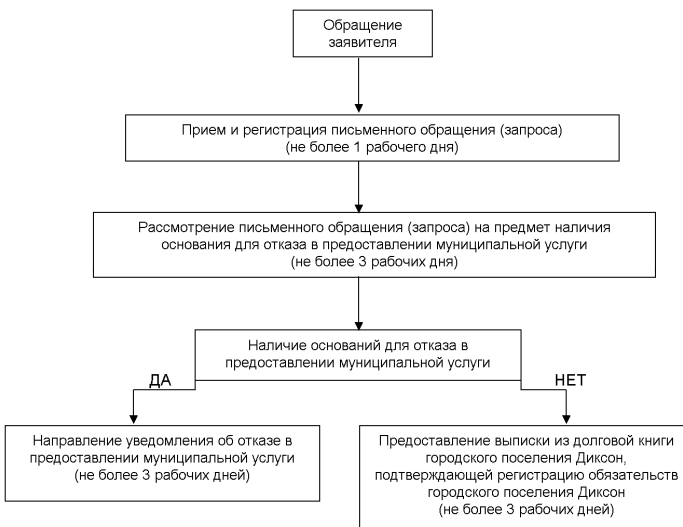 Обращение
заявителя
Прием и регистрация письменного обращения (запроса)
(не более 1 рабочего дня)
Рассмотрение письменного обращения (запроса) на предмет наличия
основания для отказа в предоставлении муниципальной услуги
(не более 3 рабочих дня)
Наличие оснований для отказа в
предоставлении муниципальной услуги
ДА
НЕТ
Направление уведомления об отказе в
предоставлении муниципальной услуги
(не более 3 рабочих дней)
Предоставление выписки из долговой книги
городского поселения Диксон,
подтверждающей регистрацию обязательств
городского поселения Диксон
(не более 3 рабочих дней)